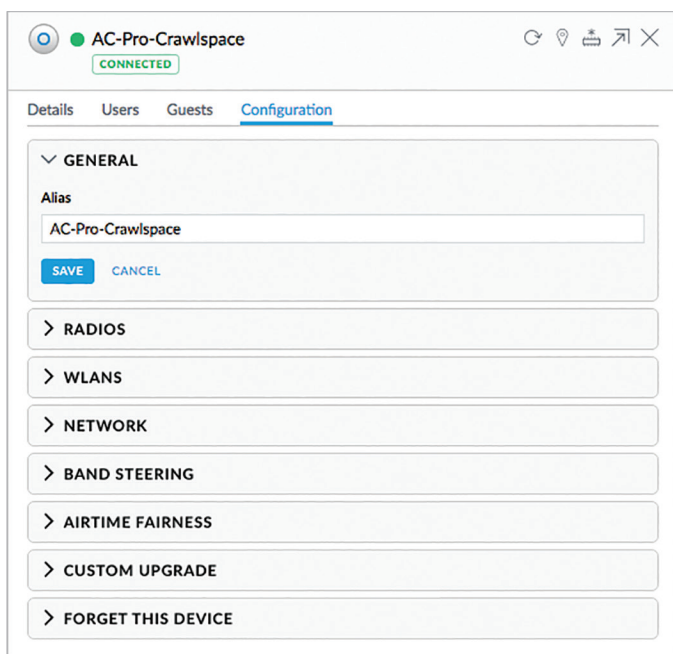 AC-Pro-Crawlspace
CONNECTED
Details Users Guests Configuration
GENERAL
Alias
AC-Pro-Crawlspace
SAVE CANCEL
RADIOS
WLANS
NETWORK
BAND STEERING
AIRTIME FAIRNESS
CUSTOM UPGRADE
FORGET THIS DEVICE